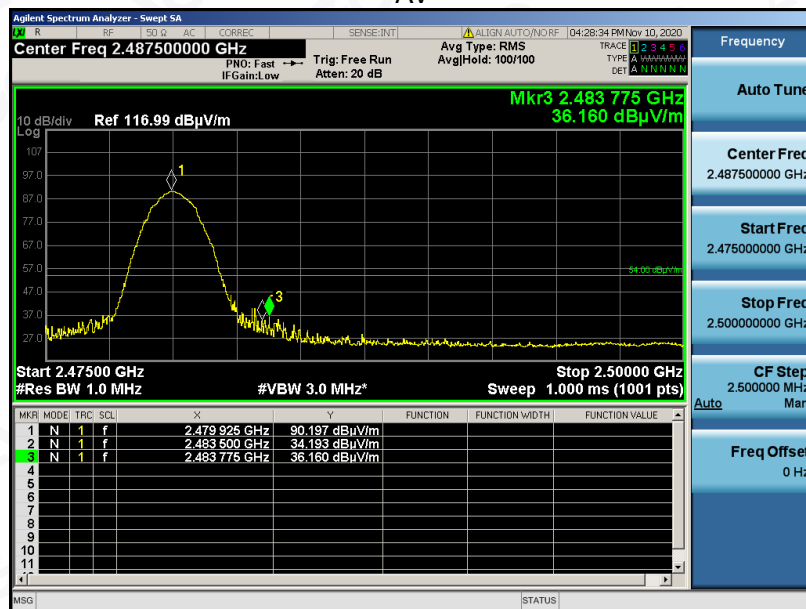 AV
Agilent Spectrum Analyzer - Swept SA
LXI R RF 50 Ω AC CORREC SENSE:INT ALIGN AUTO/NO RF 04:28:34 PM Nov 10, 2020
Center Freq 2.487500000 GHz
PNO: Fast
IFGain:Low
Trig: Free Run
Atten: 20 dB
Avg Type: RMS
Avg|Hold: 100/100
TRACE 1 2 3 4 5 6
TYPE A WWWWW
DET A N N N N N
Mkr3 2.483 775 GHz
36.160 dBµV/m
10 dB/div Ref 116.99 dBµV/m
Log
107
97.0
87.0
77.0
67.0
57.0
47.0
37.0
27.0
1
3
54.00 dBµV/m
Start 2.47500 GHz Stop 2.50000 GHz
#Res BW 1.0 MHz #VBW 3.0 MHz* Sweep 1.000 ms (1001 pts)
MKR MODE TRC SCL X Y FUNCTION FUNCTION WIDTH FUNCTION VALUE
1 N 1 f 2.479 925 GHz 90.197 dBµV/m
2 N 1 f 2.483 500 GHz 34.193 dBµV/m
3 N 1 f 2.483 775 GHz 36.160 dBµV/m
4
5
6
7
8
9
10
11
MSG STATUS
Frequency
Auto Tune
Center Freq
2.487500000 GHz
Start Freq
2.475000000 GHz
Stop Freq
2.500000000 GHz
CF Step
2.500000 MHz
Auto Man
Freq Offset
0 Hz